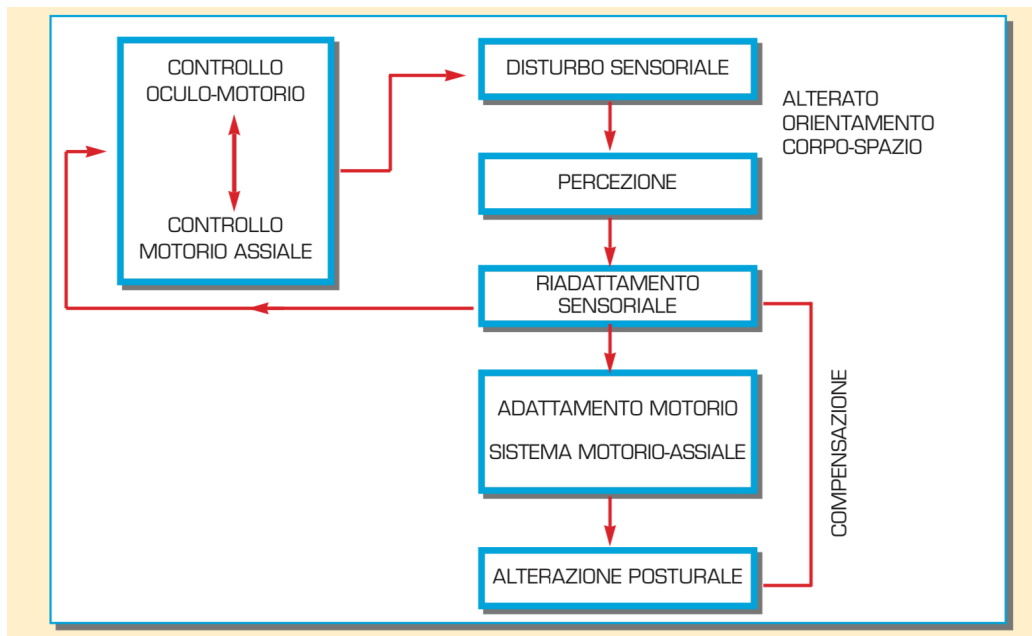 CONTROLLO
OCULO-MOTORIO
CONTROLLO
MOTORIO ASSIALE
DISTURBO SENSORIALE
ALTERATO
ORIENTAMENTO
CORPO-SPAZIO
PERCEZIONE
RIADATTAMENTO
SENSORIALE
ADATTAMENTO MOTORIO
SISTEMA MOTORIO-ASSIALE
COMPENSAZIONE
ALTERAZIONE POSTURALE